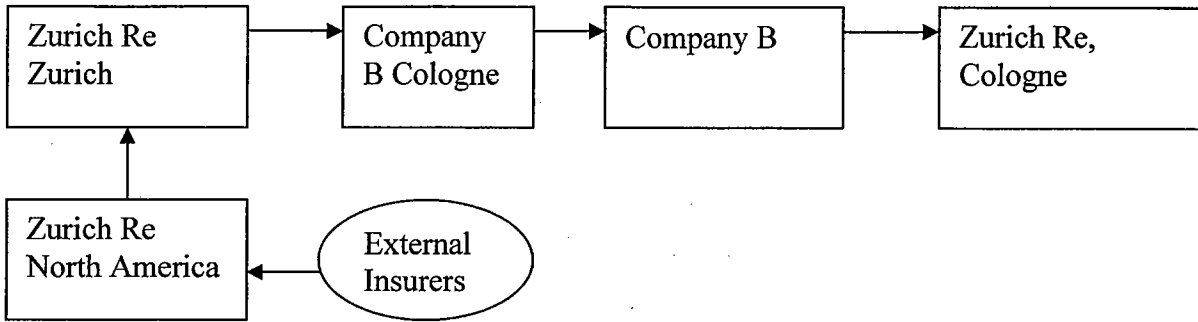 Zurich Re
Zurich
Company
B Cologne
Company B
Zurich Re,
Cologne
Zurich Re
North America
External
Insurers